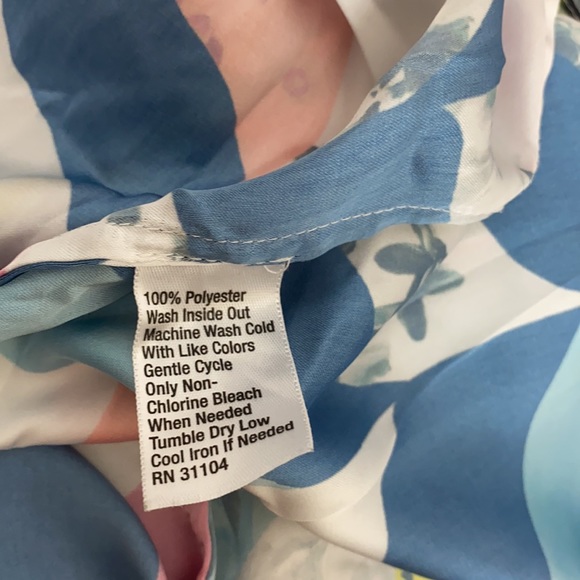 100% Polyester
Wash Inside Out
Machine Wash Cold
With Like Colors
Gentle Cycle
Only Non-
Chlorine Bleach
When Needed
Tumble Dry Low
Cool Iron If Needed
RN 31104